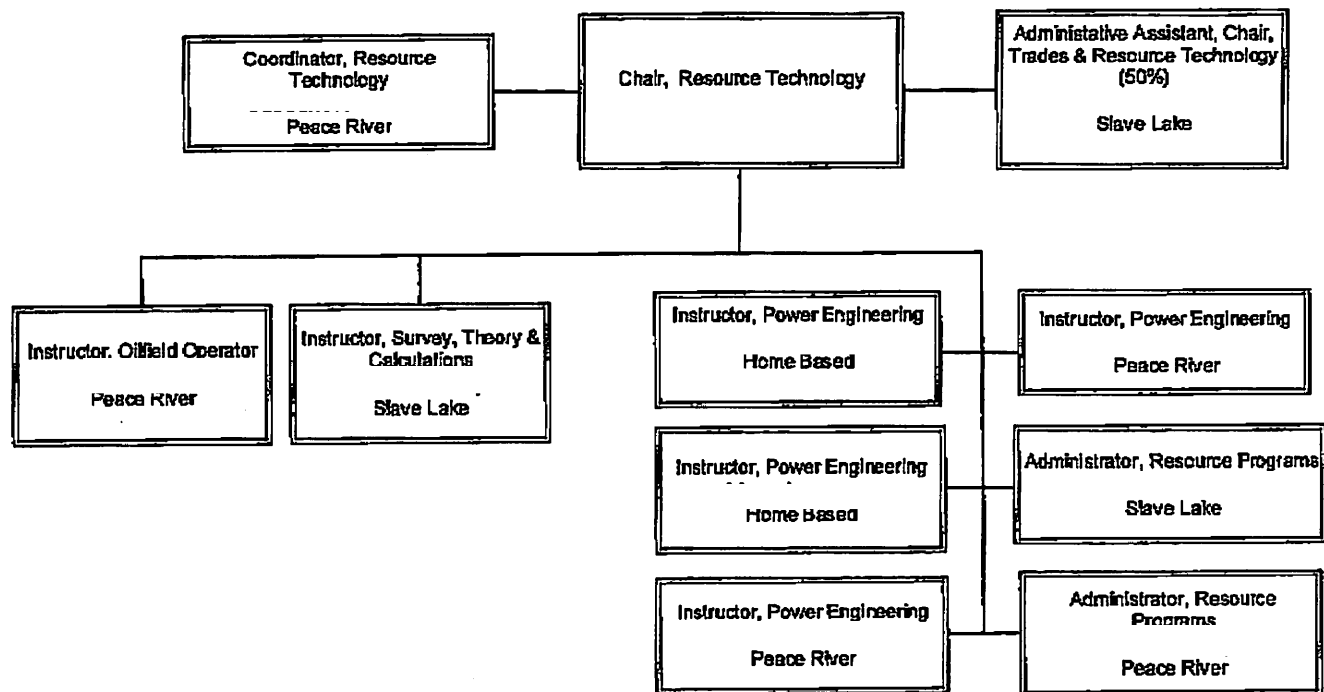 Coordinator, Resource
Technology
Peace River
Chair, Resource Technology
Administative Assistant, Chair,
Trades & Resource Technology
(50%)
Slave Lake
Instructor. Oilfield Operator
Peace River
Instructor, Survey, Theory &
Calculations
Slave Lake
Instructor, Power Engineering
Home Based
Instructor, Power Engineering
Peace River
Instructor, Power Engineering
Home Based
Administrator, Resource Programs
Slave Lake
Instructor, Power Engineering
Peace River
Administrator, Resource
Programs
Peace River